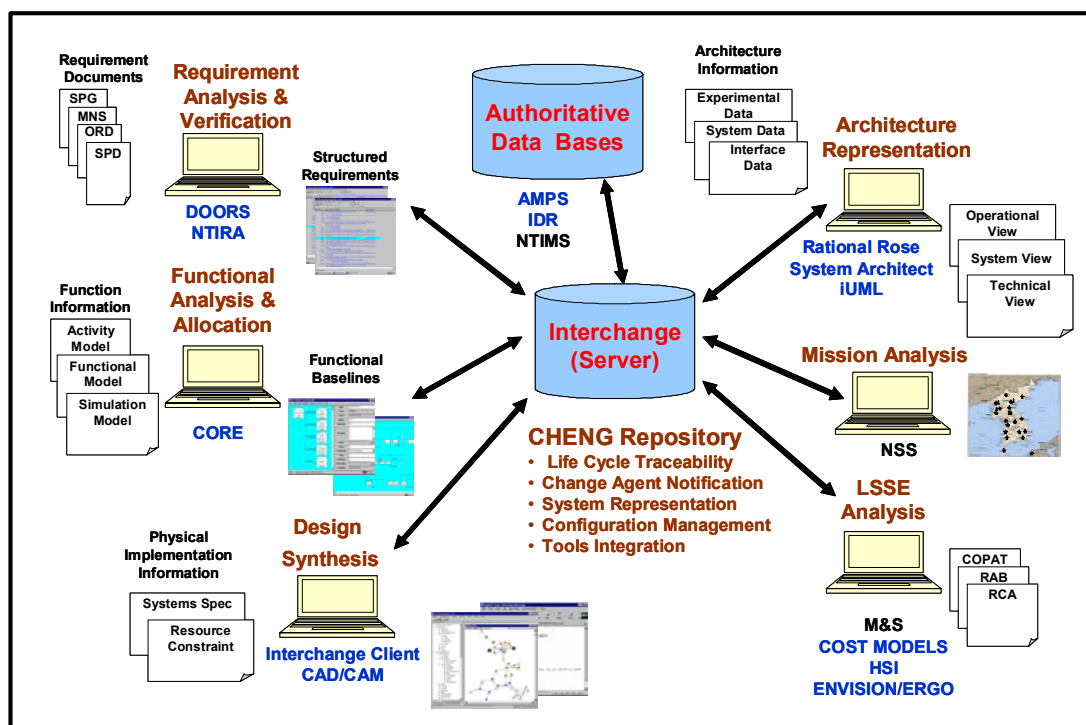 Requirement
Documents
SPG
MNS
ORD
SPD
Requirement
Analysis &
Verification
DOORS
NTIRA
Structured
Requirements
Authoritative
Data Bases
AMPS
IDR
NTIMS
Architecture
Information
Experimental
Data
System Data
Interface
Data
Architecture
Representation
Rational Rose
System Architect
iUML
Operational
View
System View
Technical
View
Function
Information
Activity
Model
Functional
Model
Simulation
Model
Functional
Analysis &
Allocation
CORE
Functional
Baselines
Interchange
(Server)
CHENG Repository
• Life Cycle Traceability
• Change Agent Notification
• System Representation
• Configuration Management
• Tools Integration
Mission Analysis
NSS
LSSE
Analysis
COPAT
RAB
RCA
M&S
COST MODELS
HSI
ENVISION/ERGO
Physical
Implementation
Information
Systems Spec
Resource
Constraint
Design
Synthesis
Interchange Client
CAD/CAM